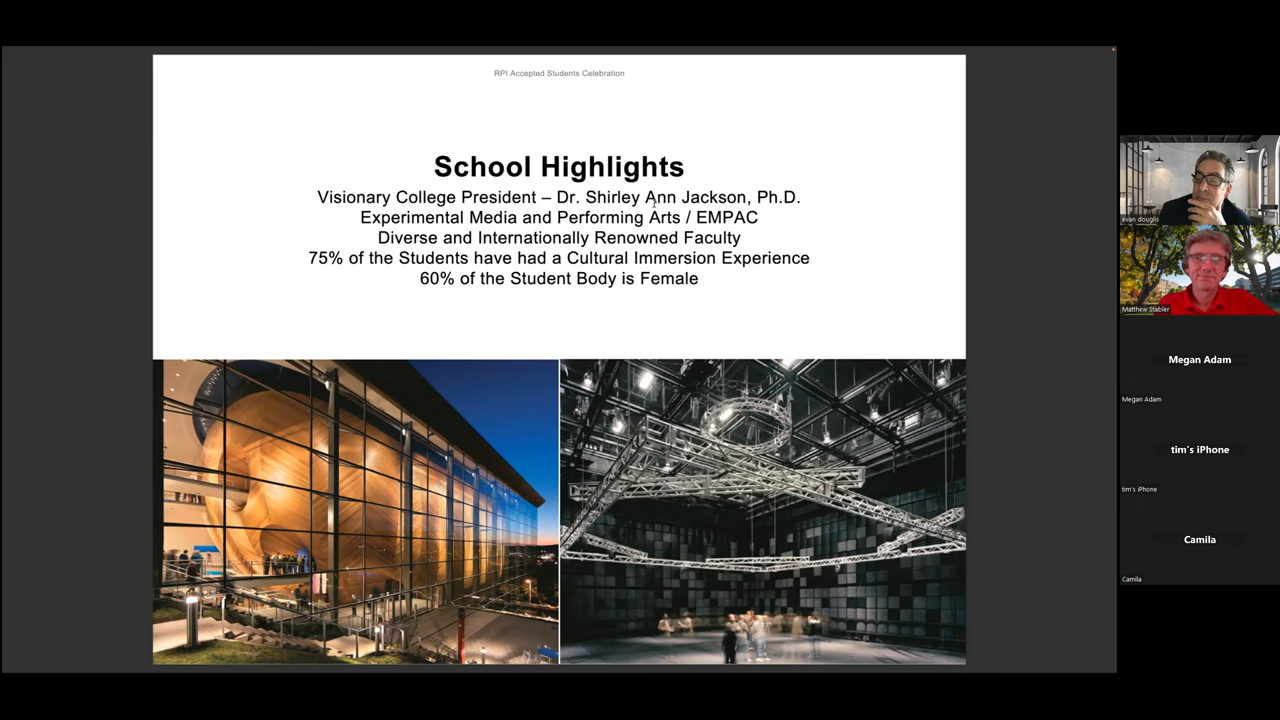 RPI Accepted Students Celebration
School Highlights
Visionary College President – Dr. Shirley Ann Jackson, Ph.D.
Experimental Media and Performing Arts / EMPAC
Diverse and Internationally Renowned Faculty
75% of the Students have had a Cultural Immersion Experience
60% of the Student Body is Female
evan douglis
Matthew Stabler
Megan Adam
Megan Adam
tim's iPhone
tim's iPhone
Camila
Camila